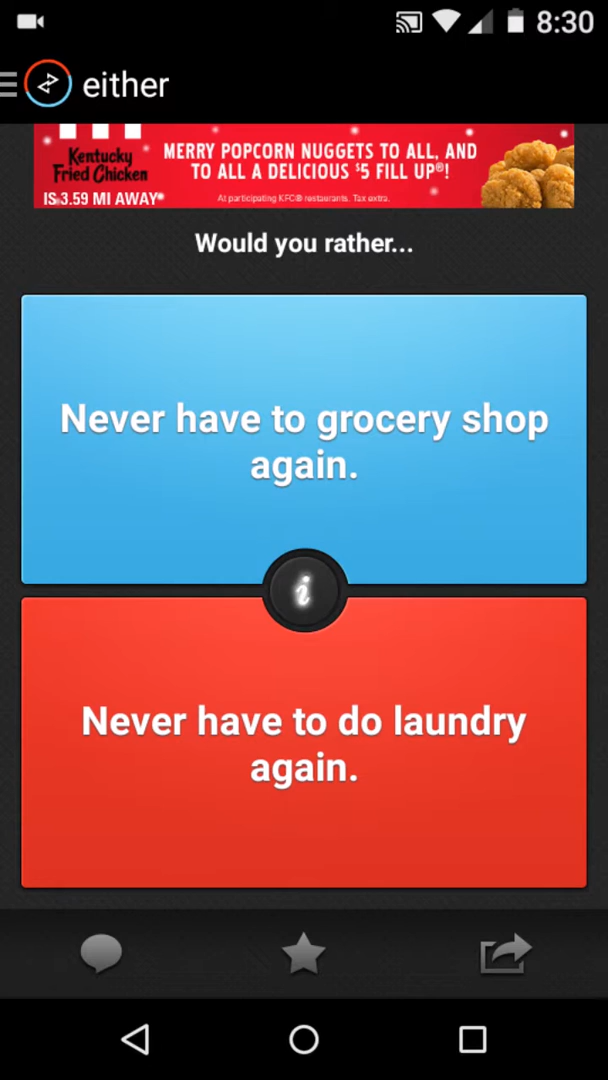 8:30
either
Kentucky
Fried Chicken
IS 3.59 MI AWAY*
MERRY POPCORN NUGGETS TO ALL, AND
TO ALL A DELICIOUS $5 FILL UP®!
At participating KFC® restaurants. Tax extra.
Would you rather...
Never have to grocery shop
again.
i
Never have to do laundry
again.